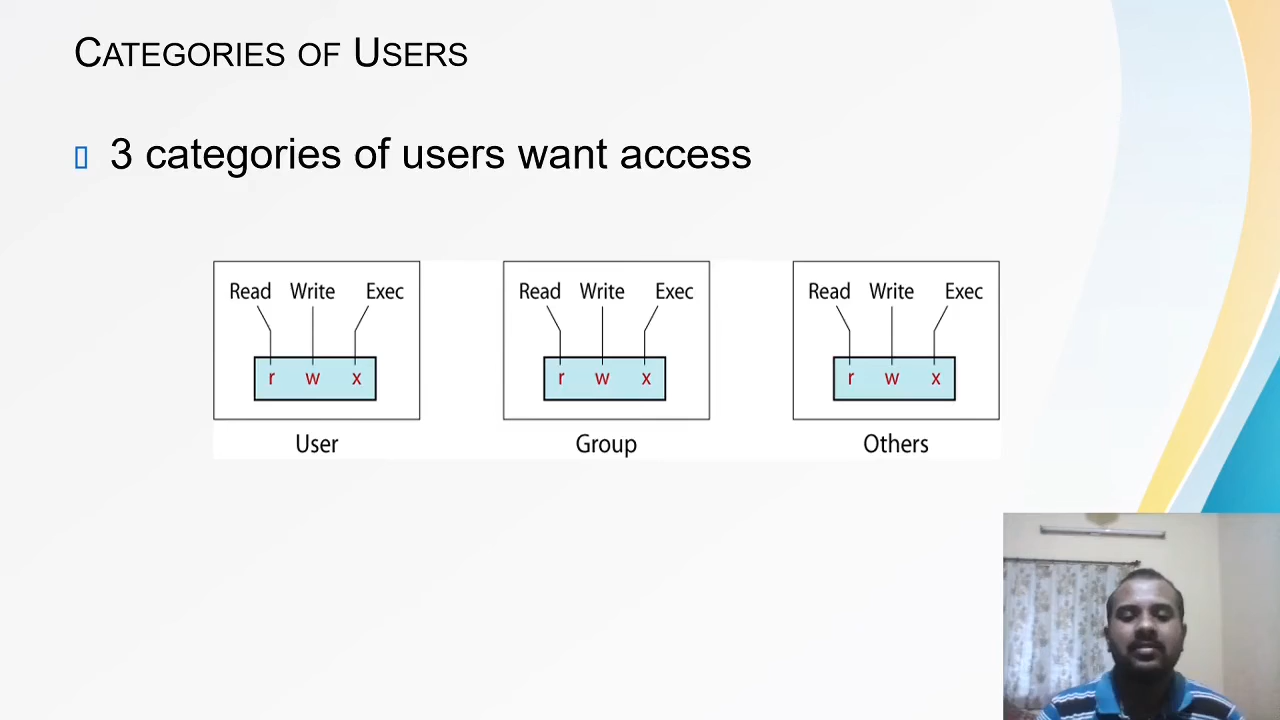 CATEGORIES OF USERS
3 categories of users want access
Read Write Exec Read Write Exec Read Write Exec
r w x r w x r w x
User Group Others